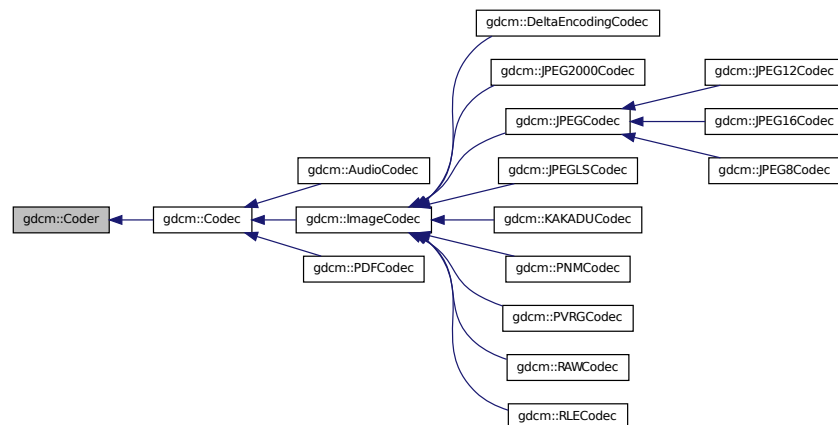 gdcm::DeltaEncodingCodec
gdcm::JPEG2000Codec
gdcm::JPEG12Codec
gdcm::JPEGCodec
gdcm::JPEG16Codec
gdcm::AudioCodec
gdcm::JPEGLSCodec
gdcm::JPEG8Codec
gdcm::Coder
gdcm::Codec
gdcm::ImageCodec
gdcm::KAKADUCodec
gdcm::PDFCodec
gdcm::PNMCodec
gdcm::PVRGCodec
gdcm::RAWCodec
gdcm::RLECodec